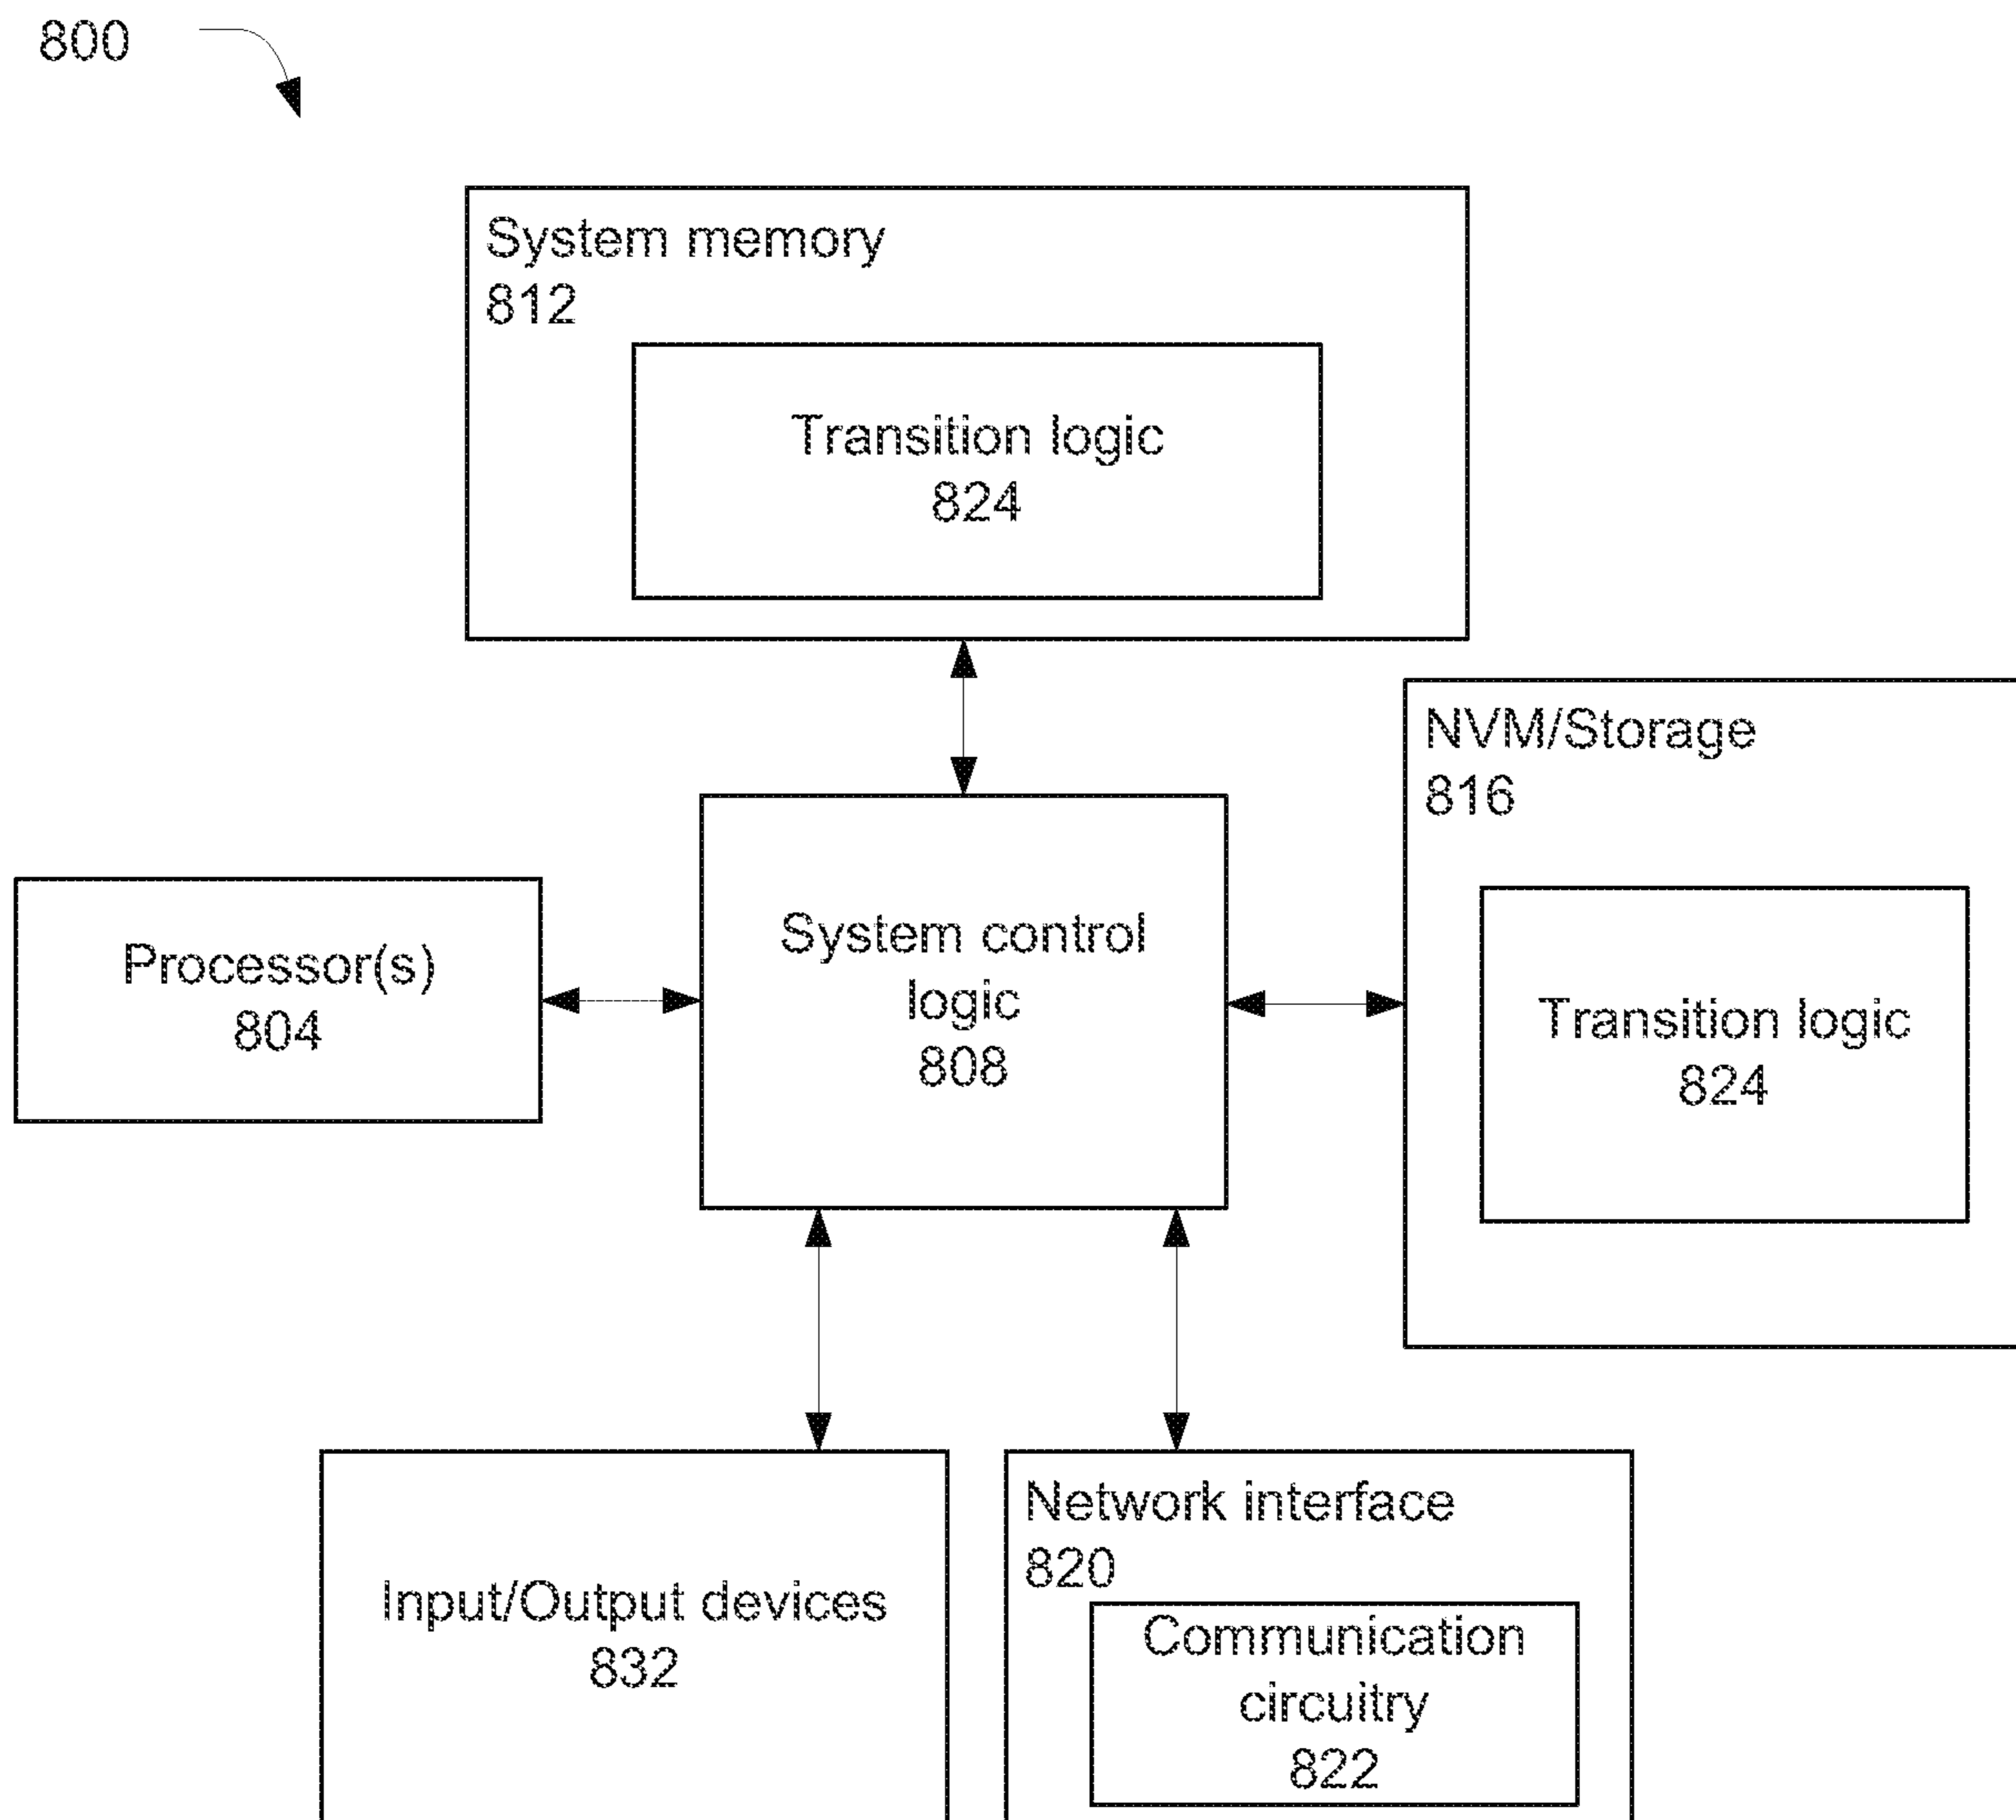 800
System memory
812
Transition logic
824
NVM/Storage
816
Transition logic
824
Processor(s)
804
System control
logic
808
Input/Output devices
832
Network interface
820
Communication
circuitry
822